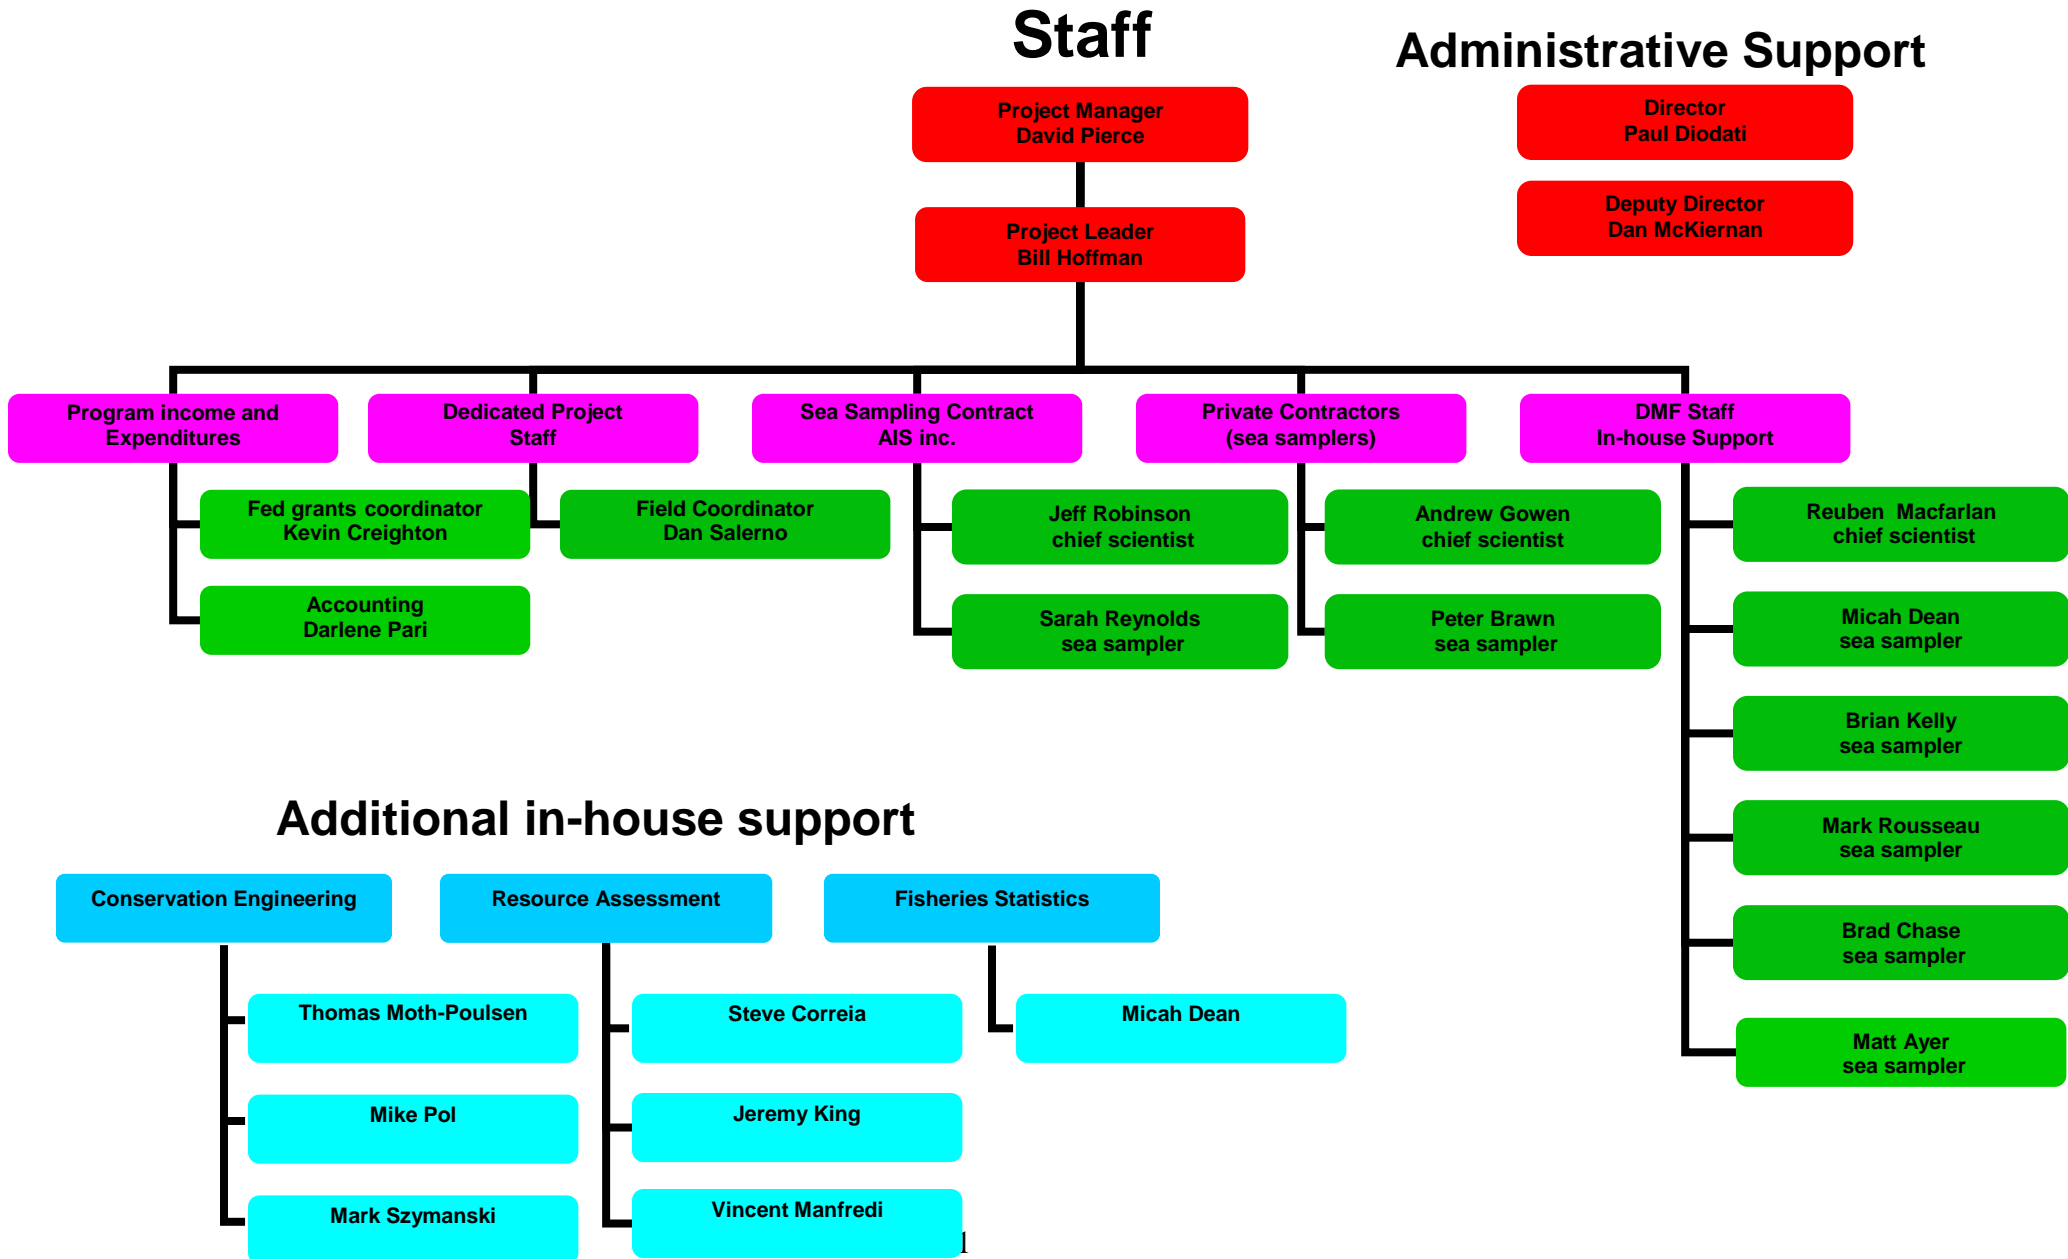 Staff
Administrative Support
Project Manager
David Pierce
Director
Paul Diodati
Deputy Director
Dan McKiernan
Project Leader
Bill Hoffman
Program income and
Expenditures
Dedicated Project
Staff
Sea Sampling Contract
AIS inc.
Private Contractors
(sea samplers)
DMF Staff
In-house Support
Fed grants coordinator
Kevin Creighton
Accounting
Darlene Pari
Field Coordinator
Dan Salerno
Jeff Robinson
chief scientist
Sarah Reynolds
sea sampler
Andrew Gowen
chief scientist
Peter Brawn
sea sampler
Reuben  Macfarlan
chief scientist
Micah Dean
sea sampler
Brian Kelly
sea sampler
Mark Rousseau
sea sampler
Brad Chase
sea sampler
Matt Ayer
sea sampler
Additional in-house support
Conservation Engineering
Thomas Moth-Poulsen
Mike Pol
Mark Szymanski
Resource Assessment
Steve Correia
Jeremy King
Vincent Manfredi
Fisheries Statistics
Micah Dean